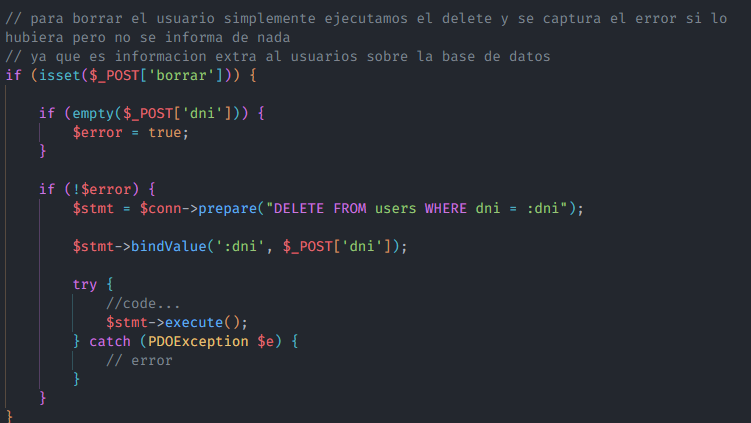 // para borrar el usuario simplemente ejecutamos el delete y se captura el error si lo
hubiera pero no se informa de nada
// ya que es informacion extra al usuarios sobre la base de datos
if (isset($_POST['borrar'])) {
if (empty($_POST['dni'])) {
$error = true;
}
if (!$error) {
$stmt = $conn->prepare("DELETE FROM users WHERE dni = :dni");
$stmt->bindValue(':dni', $_POST['dni']);
try {
//code...
$stmt->execute();
} catch (PDOException $e) {
// error
}
}
}